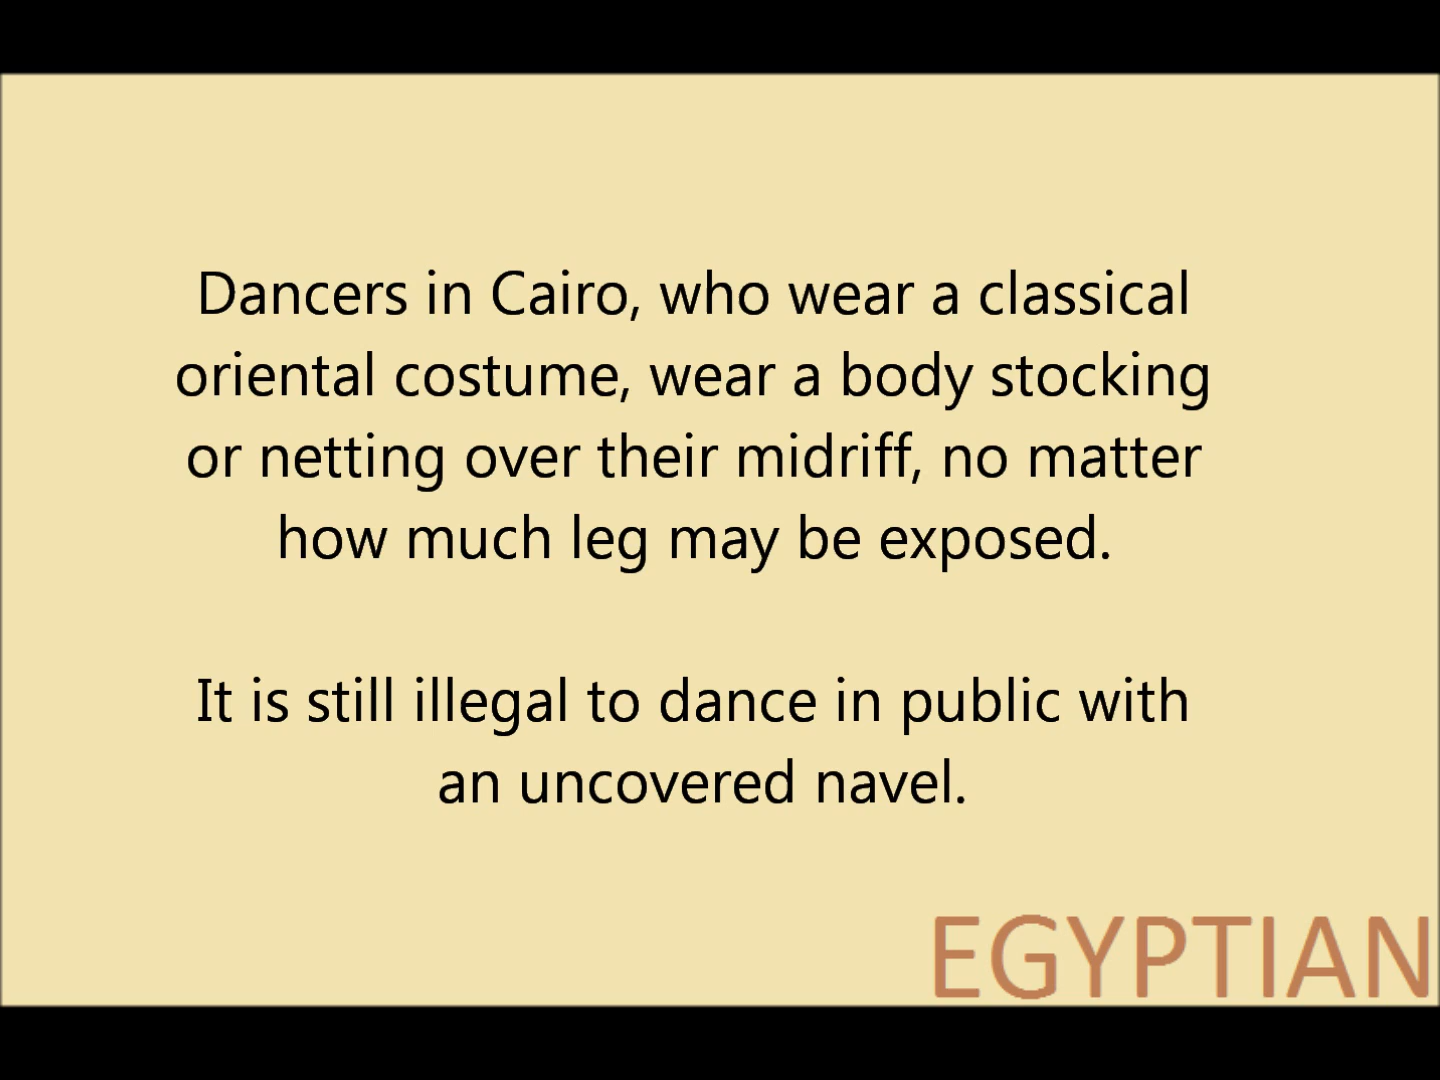 Dancers in Cairo, who wear a classical
oriental costume, wear a body stocking
or netting over their midriff, no matter
how much leg may be exposed.
It is still illegal to dance in public with
an uncovered navel.
EGYPTIAN